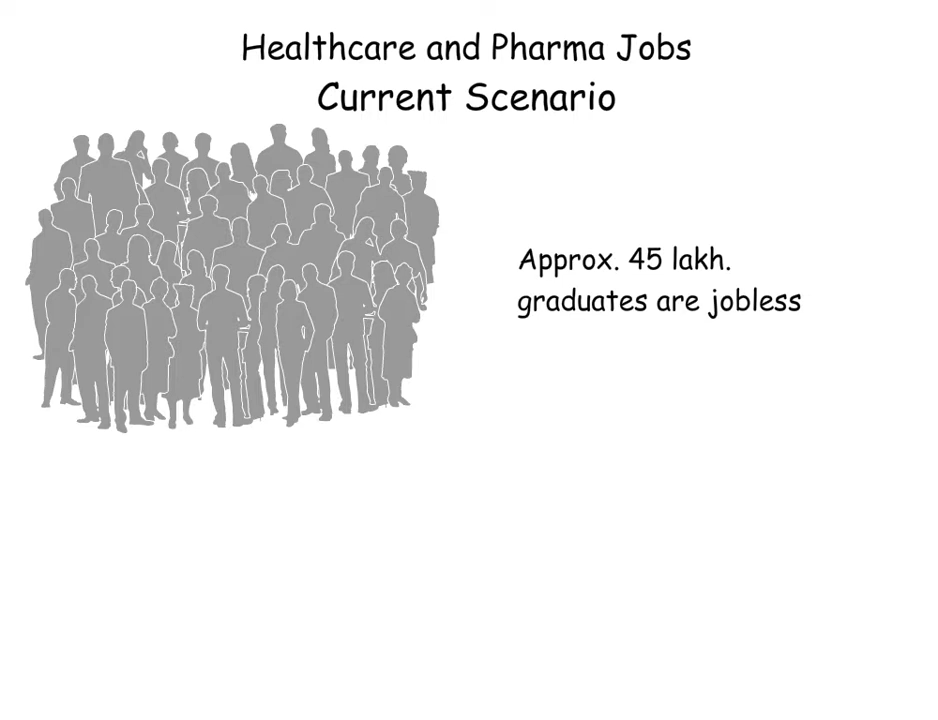 Healthcare and Pharma Jobs
Current Scenario
Approx. 45 lakh.
graduates are jobless